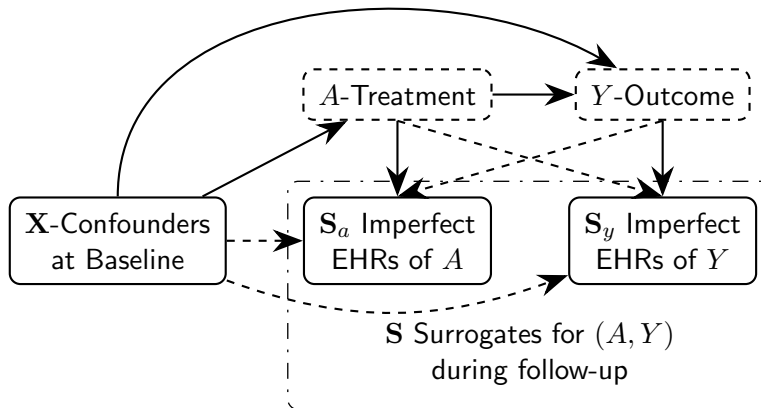 A-Treatment
Y-Outcome
X-Confounders
at Baseline
S_a Imperfect
EHRs of A
S_y Imperfect
EHRs of Y
S Surrogates for (A, Y)
during follow-up